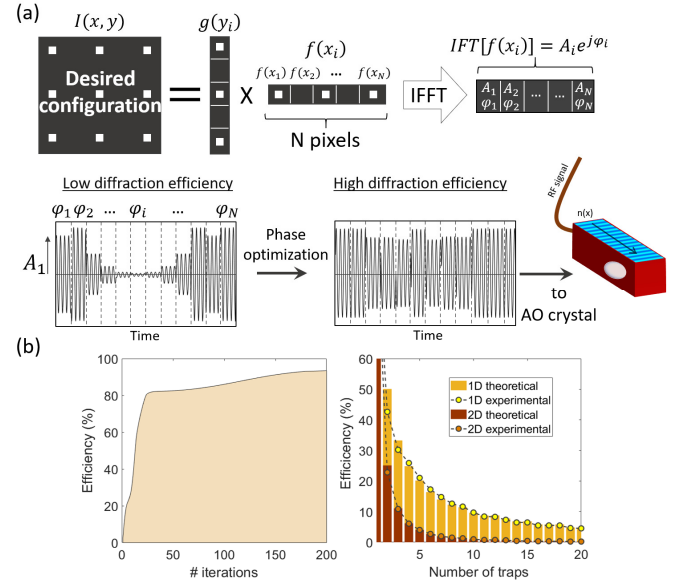 (a)
I(x, y)
g(y_i)
f(x_i)
IFT[f(x_i)] = A_i e^{jφ_i}
Desired
configuration
=
X
f(x_1) f(x_2) ... f(x_N)
N pixels
IFFT
A_1 A_2 ... ... A_N
φ_1 φ_2 φ_N
Low diffraction efficiency
High diffraction efficiency
RF signal
n(x)
φ_1 φ_2 ... φ_i ... φ_N
A_1
Phase
optimization
to
AO crystal
Time
Time
(b)
100
80
60
40
20
0
Efficiency (%)
0 50 100 150 200
# iterations
60
50
40
30
20
10
0
Efficicency (%)
1D theoretical
1D experimental
2D theoretical
2D experimental
5 10 15 20
Number of traps